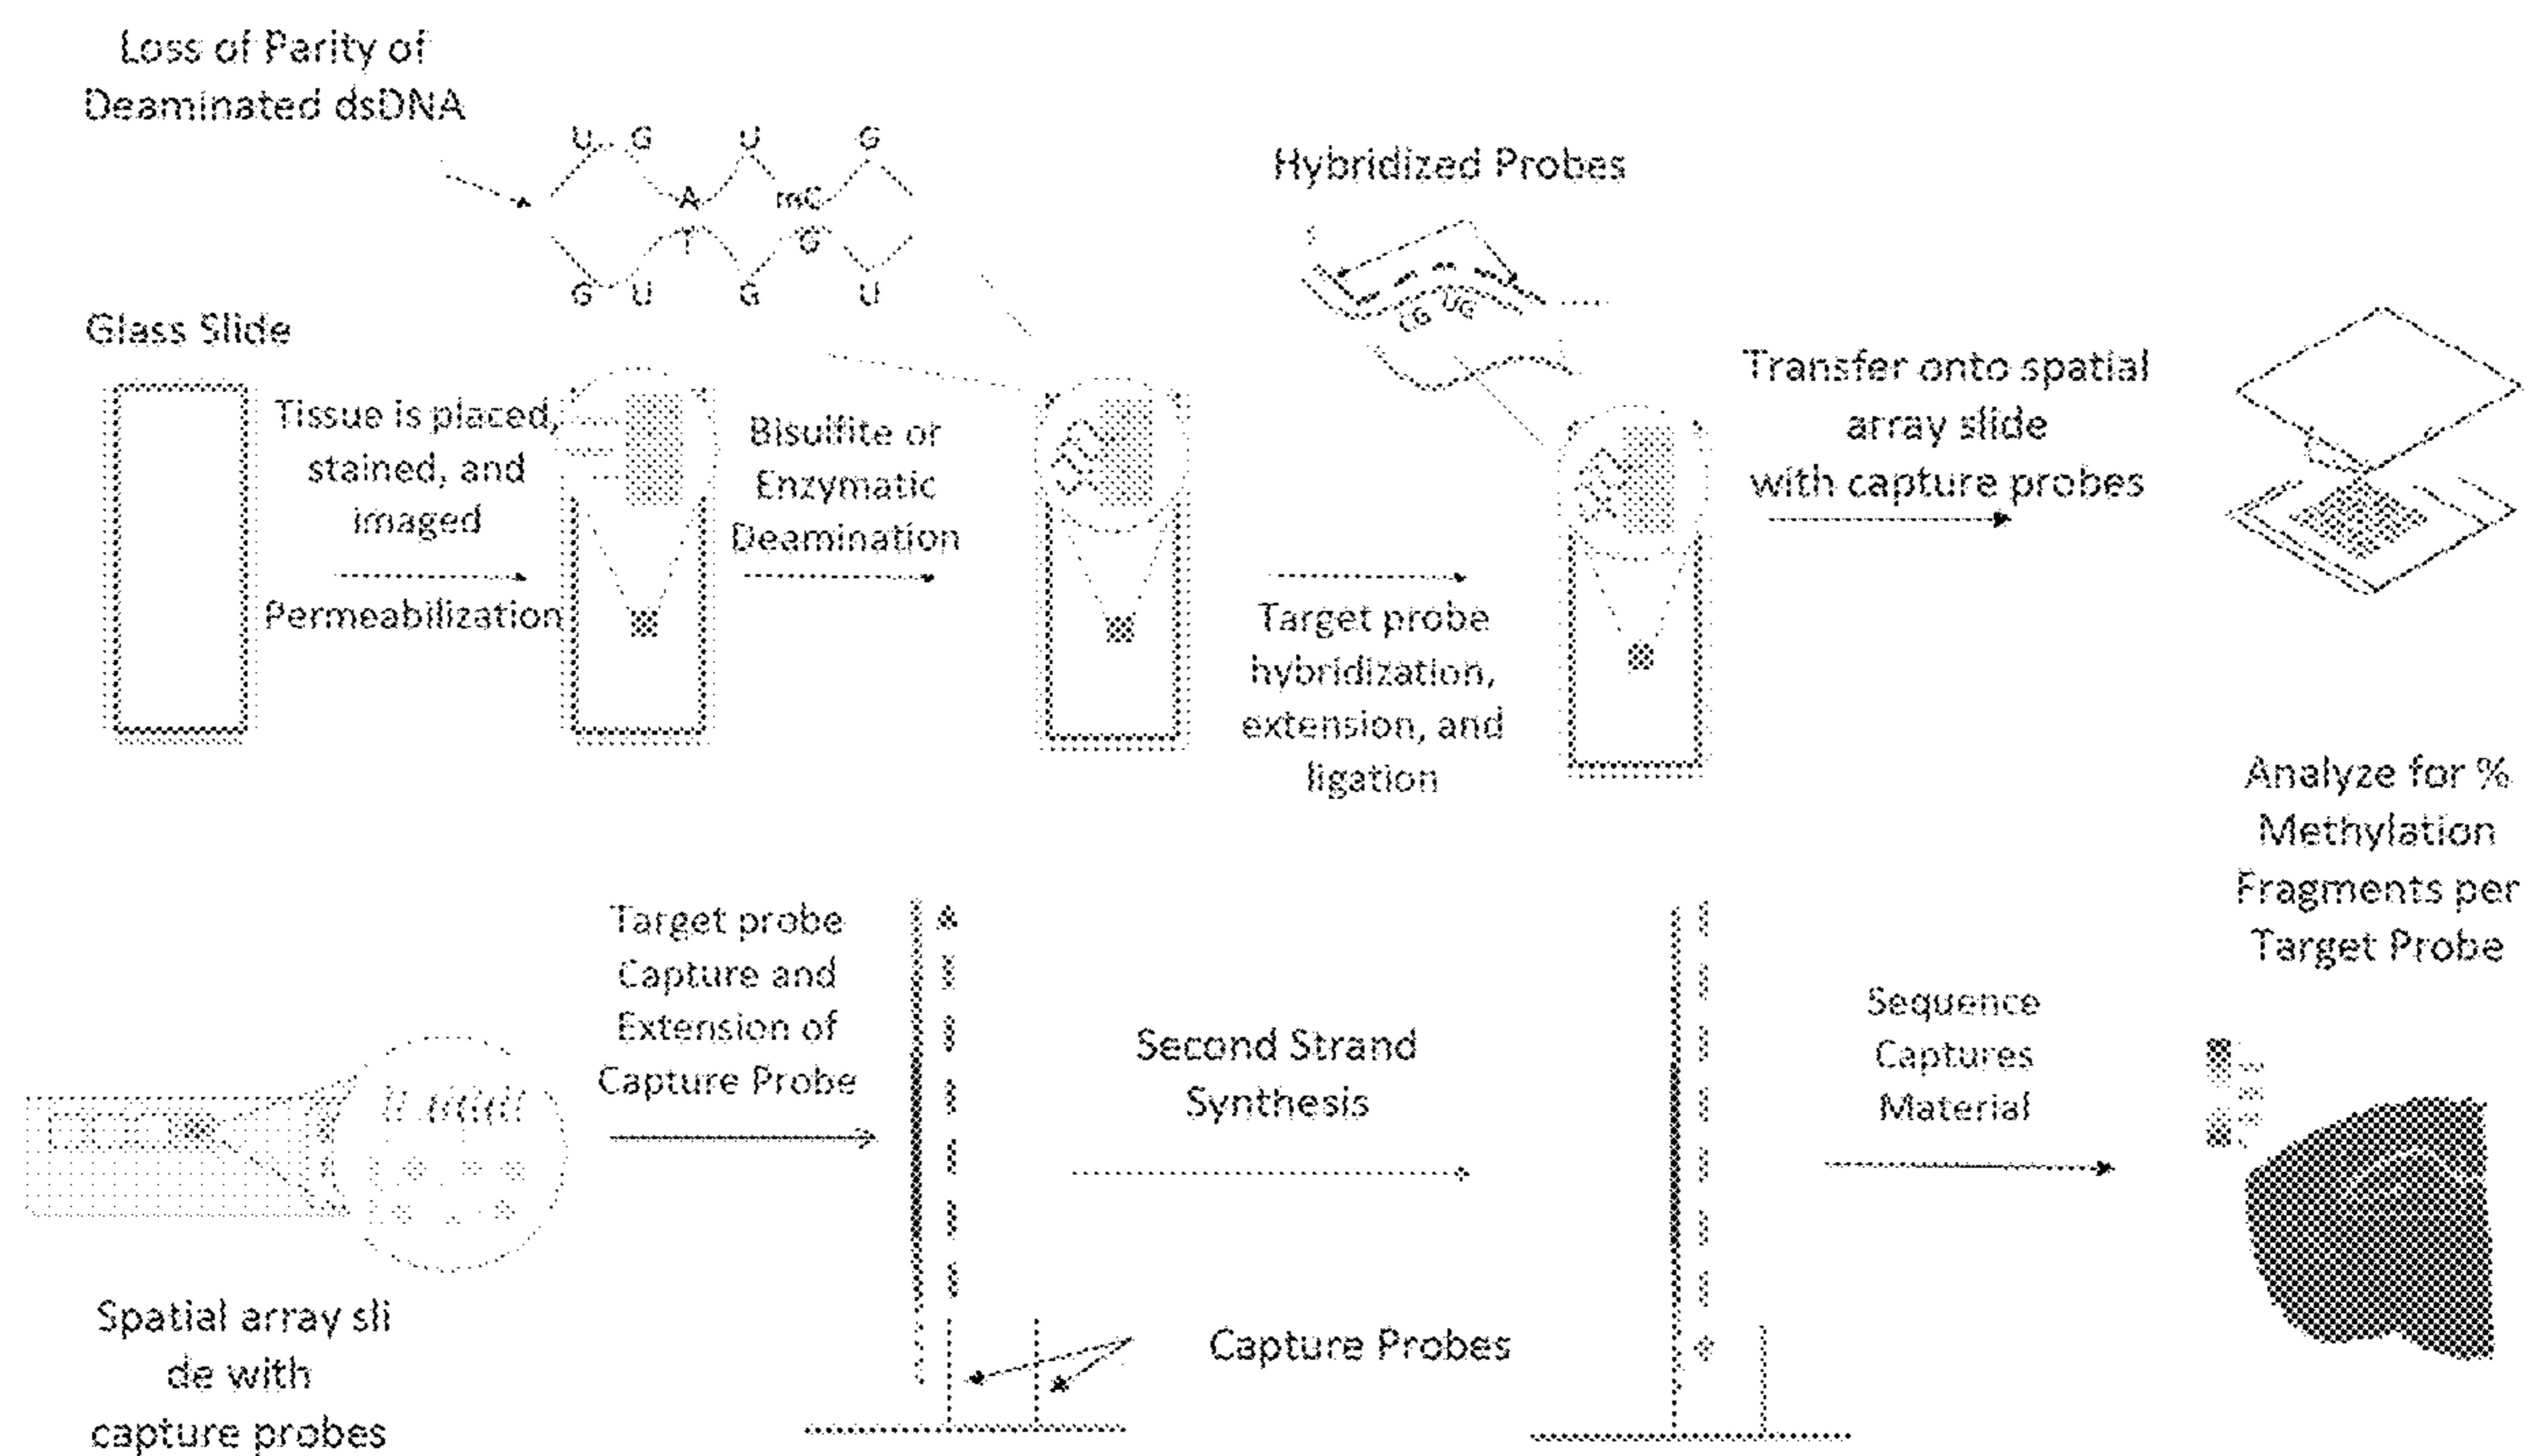 Loss of Parity of
Deaminated dsDNA
U G U G
A mC
T G
G U G U
Hybridized Probes
UG
Glass Slide
Tissue is placed,
stained, and
imaged
Permeabilization
Bisulfite or
Enzymatic
Deamination
Target probe
hybridization,
extension, and
ligation
Transfer onto spatial
array slide
with capture probes
Spatial array sli
de with
capture probes
Target probe
Capture and
Extension of
Capture Probe
Second Strand
Synthesis
Capture Probes
Sequence
Captures
Material
Analyze for %
Methylation
Fragments per
Target Probe